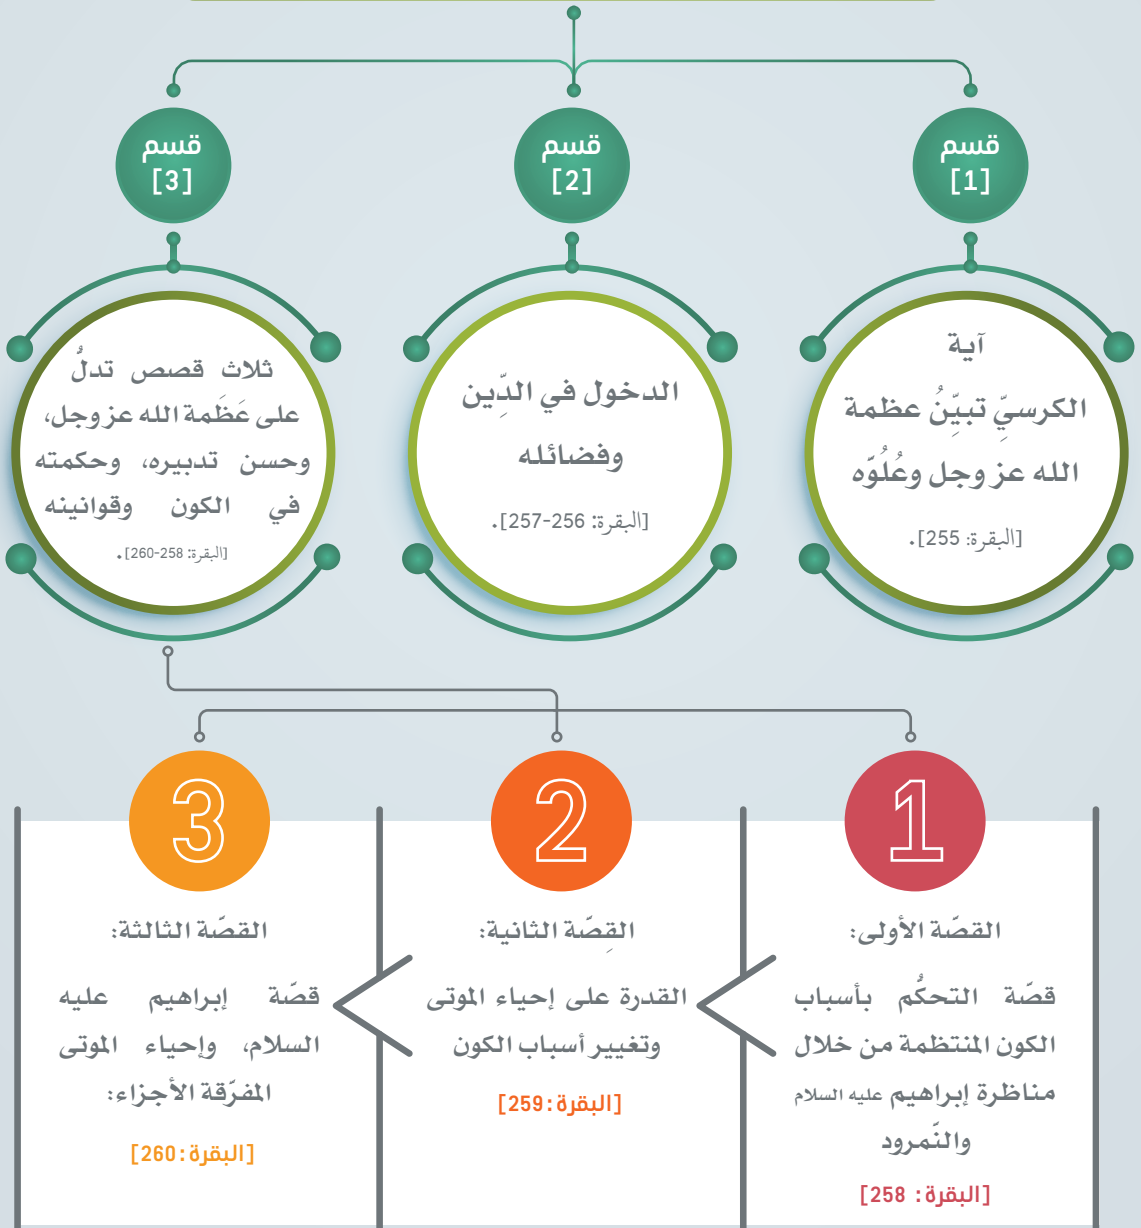 قسم
[1]
قسم
[2]
قسم
[3]
آية
الكرسيّ تبيّنُ عظمة
الله عز وجل وعُلُوّه
[البقرة: 255].
الدخول في الدِّين
وفضائله
[البقرة: 256-257].
ثلاث قصص تدلُّ
على عَظَمة الله عز وجل،
وحسن تدبيره، وحكمته
في الكون وقوانينه
[البقرة: 258-260].
1
القصّة الأولى:
قصّة التحكُّم بأسباب
الكون المنتظمة من خلال
مناظرة إبراهيم عليه السلام
والنّمرود
[البقرة: 258]
2
القِصّة الثانية:
القدرة على إحياء الموتى
وتغيير أسباب الكون
[البقرة: 259]
3
القصّة الثالثة:
قصّة إبراهيم عليه
السلام، وإحياء الموتى
المفرّقة الأجزاء:
[البقرة: 260]